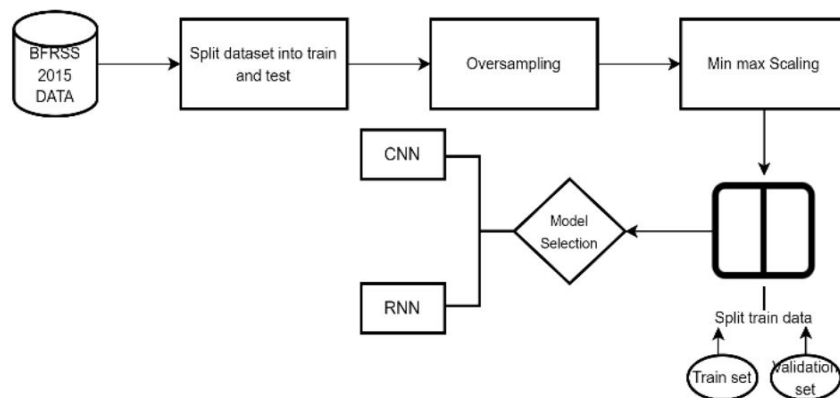 BFRSS
2015
DATA
Split dataset into train
and test
Oversampling
Min max Scaling
CNN
Model
Selection
RNN
Split train data
Train set
Validation
set